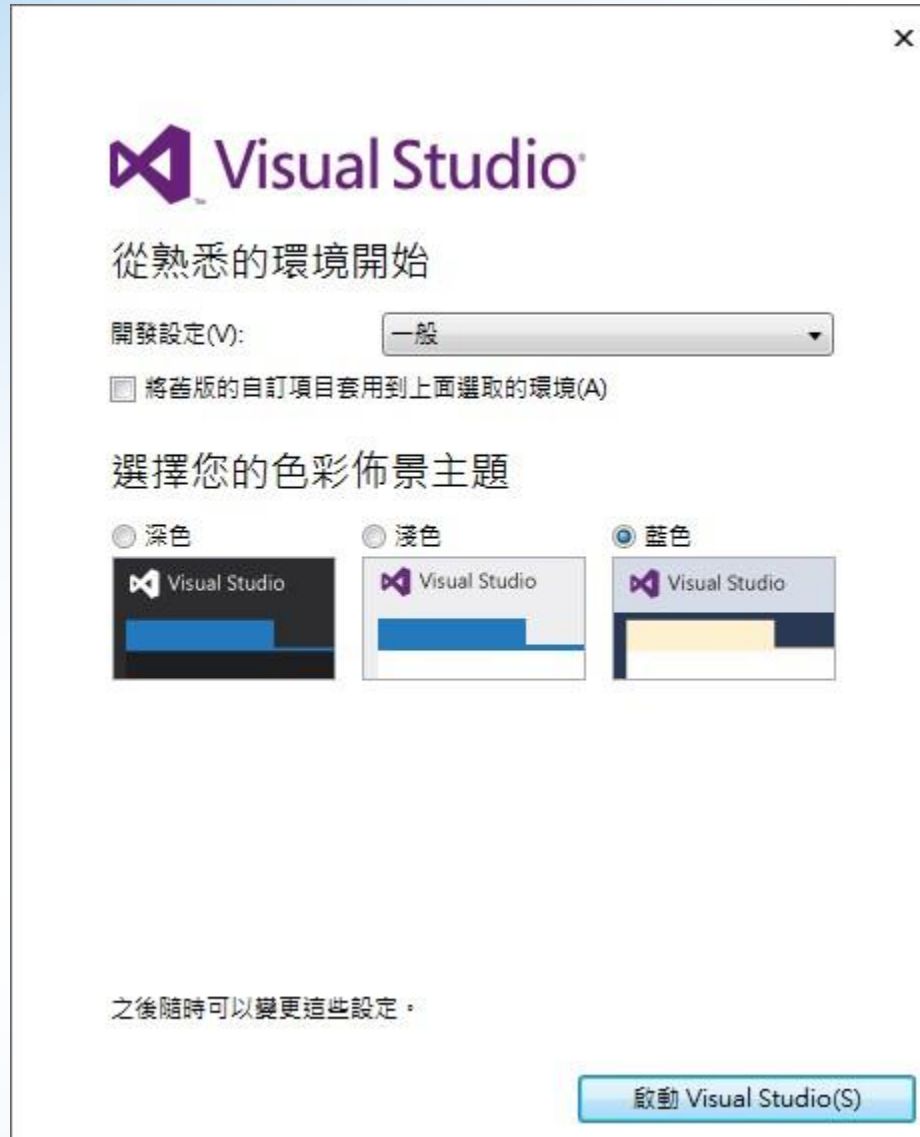 Visual Studio
從熟悉的環境開始
開發設定(V): 一般
將舊版的自訂項目套用到上面選取的環境(A)
選擇您的色彩佈景主題
深色 淺色 藍色
Visual Studio Visual Studio Visual Studio
之後隨時可以變更這些設定。
啟動 Visual Studio(S)